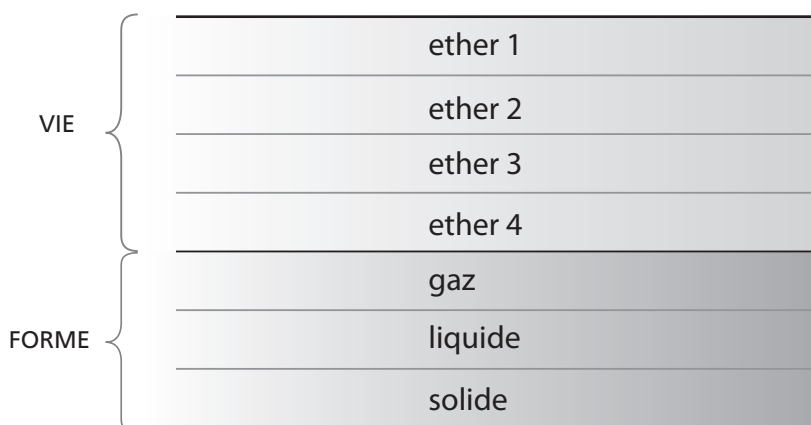 ether 1
ether 2
VIE
ether 3
ether 4
gaz
FORME
liquide
solide